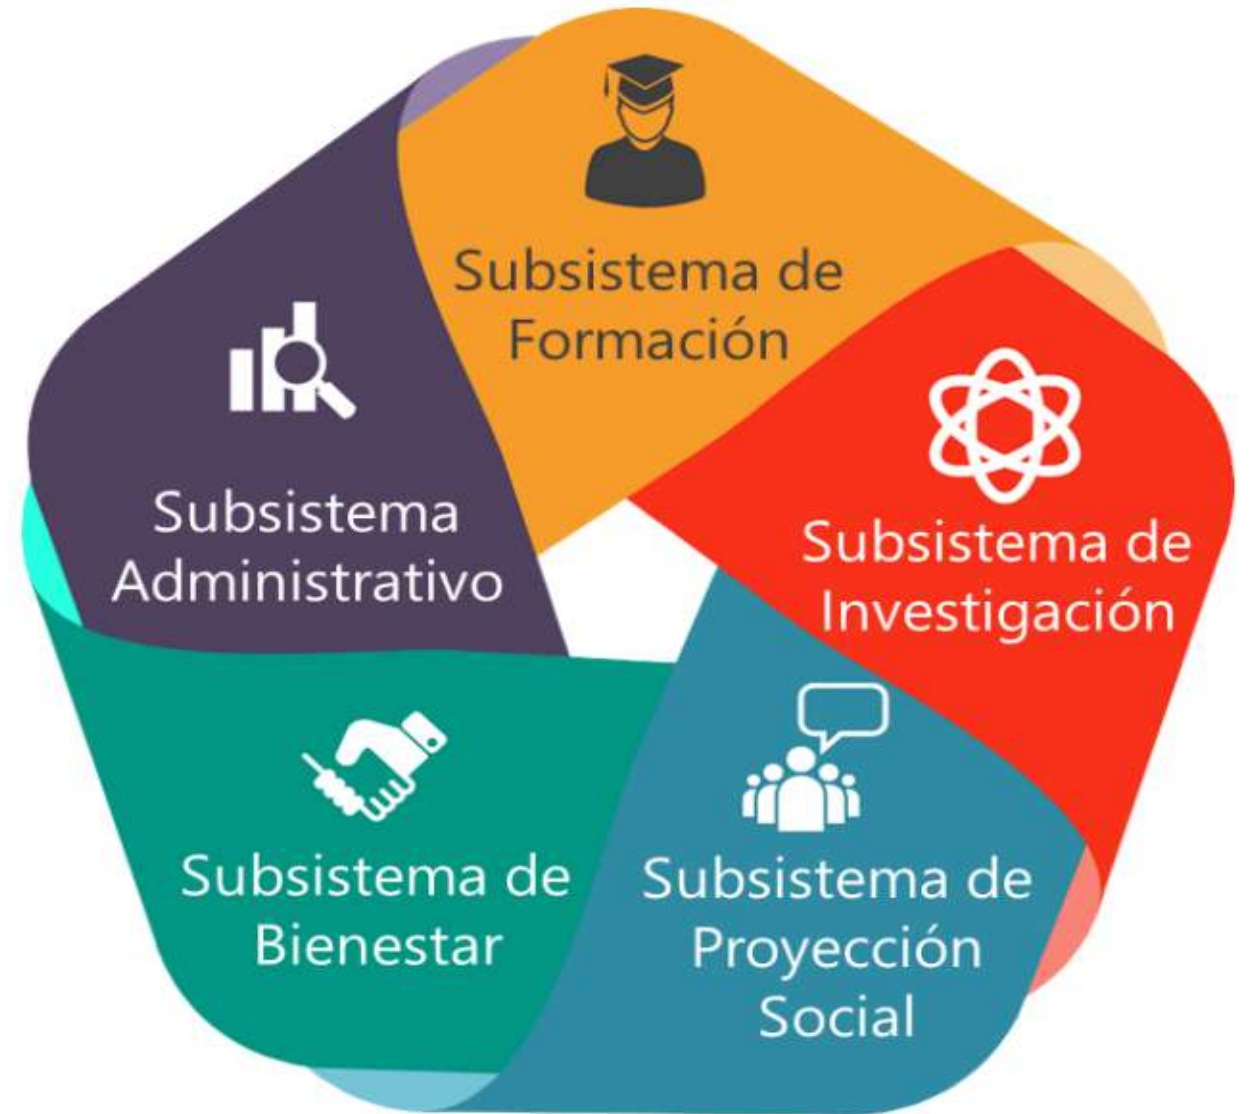 Subsistema de
Formación
Subsistema de
Investigación
Subsistema de
Proyección
Social
Subsistema de
Bienestar
Subsistema
Administrativo